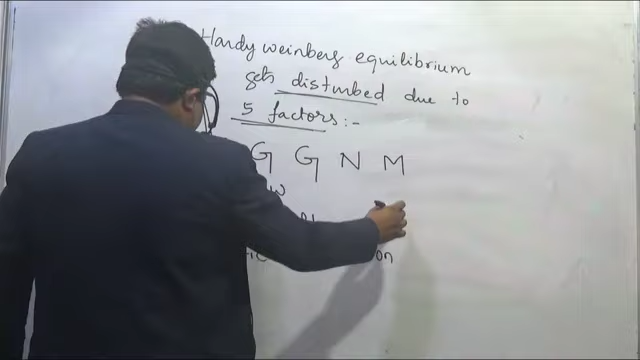 Hardy weinberg equilibrium
gets disturbed due to
5 factors:-
G G N M